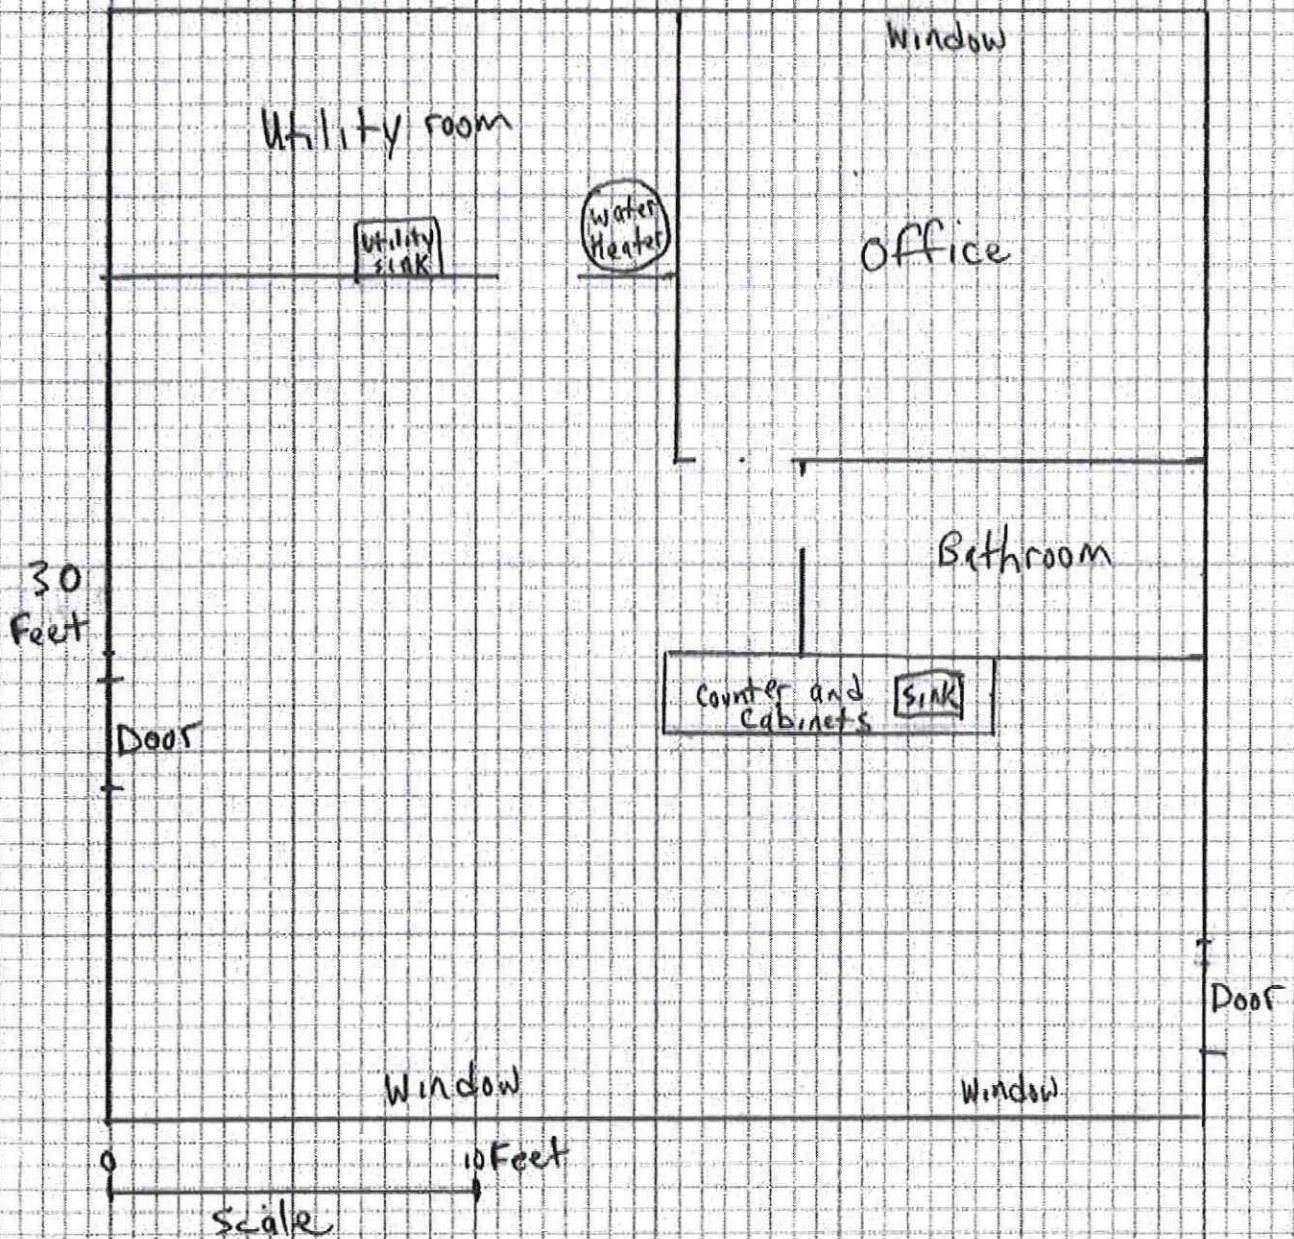 Window
Utility room
Water
Heater
Utility
Sink
Office
Bathroom
30
Feet
Counter and
Cabinets
Sink
Door
Door
Window
Window
0
10 Feet
Scale